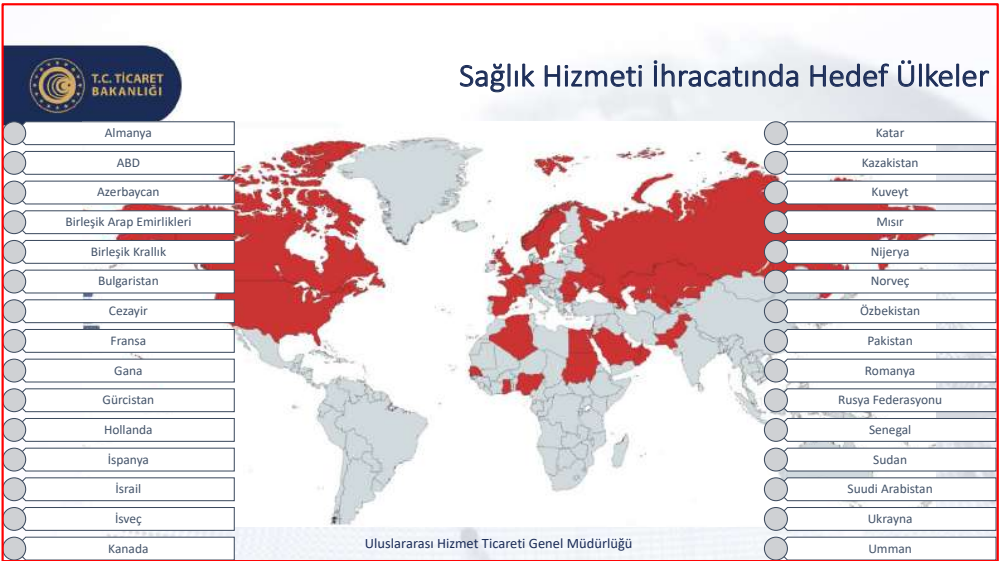 T.C. TİCARET
BAKANLIĞI
Sağlık Hizmeti İhracatında Hedef Ülkeler
Almanya
ABD
Azerbaycan
Birleşik Arap Emirlikleri
Birleşik Krallık
Bulgaristan
Cezayir
Fransa
Gana
Gürcistan
Hollanda
İspanya
İsrail
İsveç
Kanada
Katar
Kazakistan
Kuveyt
Mısır
Nijerya
Norveç
Özbekistan
Pakistan
Romanya
Rusya Federasyonu
Senegal
Sudan
Suudi Arabistan
Ukrayna
Umman
Uluslararası Hizmet Ticareti Genel Müdürlüğü